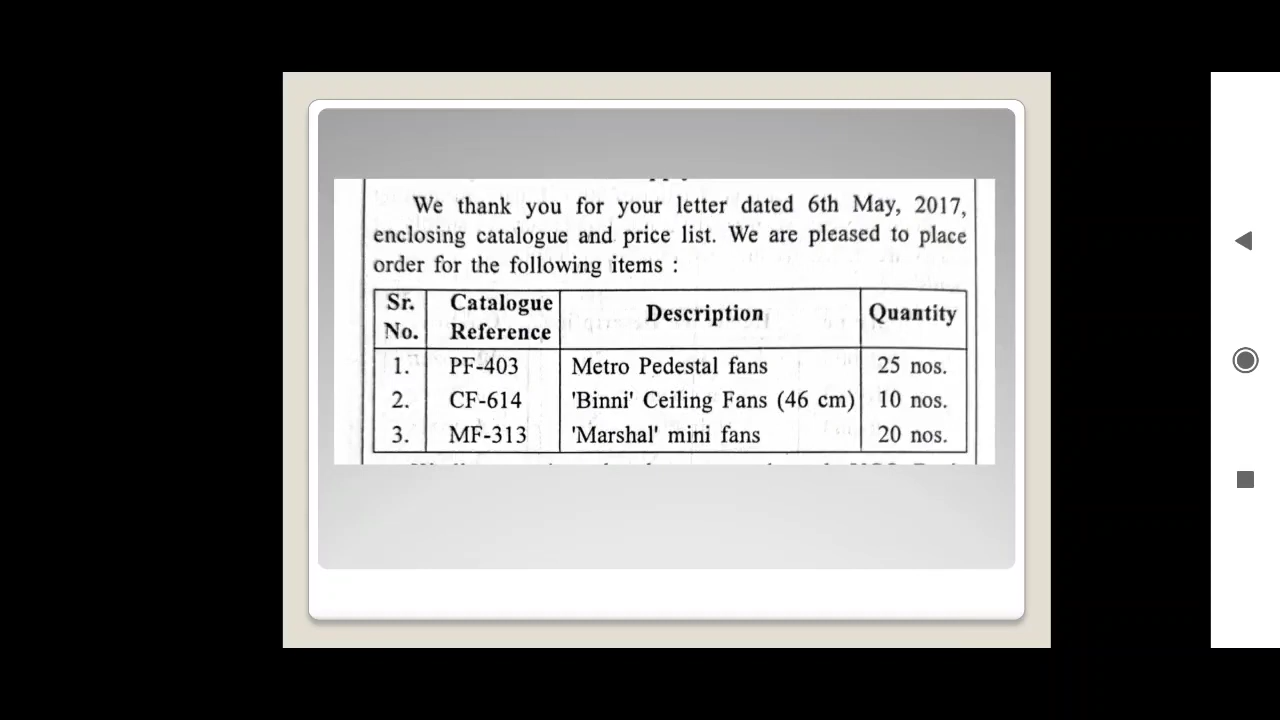 We thank you for your letter dated 6th May, 2017,
enclosing catalogue and price list. We are pleased to place
order for the following items :
Sr. No. Catalogue Reference Description Quantity
1. PF-403 Metro Pedestal fans 25 nos.
2. CF-614 'Binni' Ceiling Fans (46 cm) 10 nos.
3. MF-313 'Marshal' mini fans 20 nos.